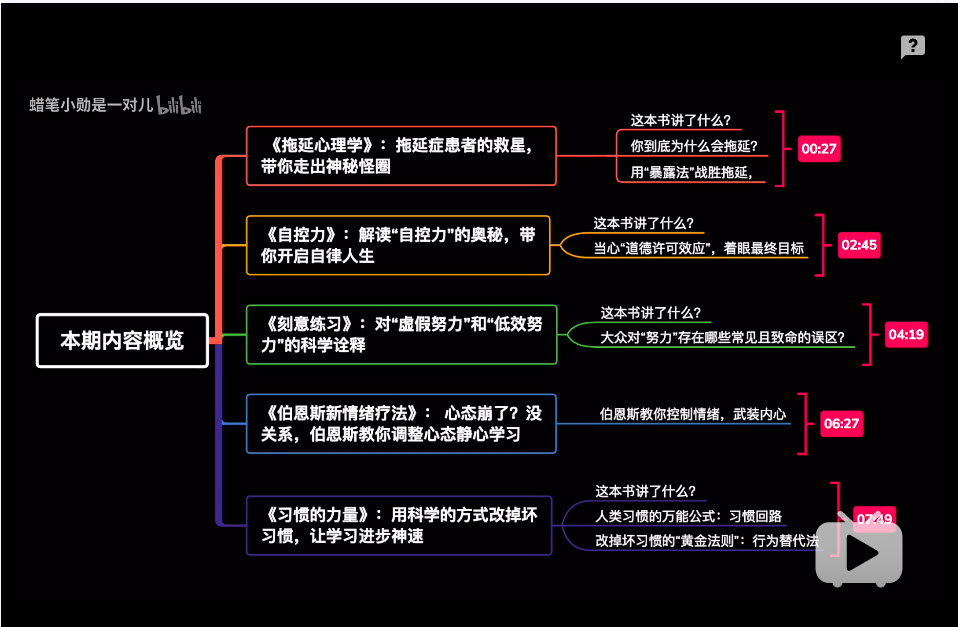 ?
蜡笔小勋是一对儿 bilibili
本期内容概览
《拖延心理学》：拖延症患者的救星，
带你走出神秘怪圈
这本书讲了什么？
你到底为什么会拖延？
用“暴露法”战胜拖延，
00:27
《自控力》：解读“自控力”的奥秘，带
你开启自律人生
这本书讲了什么？
当心“道德许可效应”，着眼最终目标
02:45
《刻意练习》：对“虚假努力”和“低效努
力”的科学诠释
这本书讲了什么？
大众对“努力”存在哪些常见且致命的误区？
04:19
《伯恩斯新情绪疗法》： 心态崩了？没
关系，伯恩斯教你调整心态静心学习
伯恩斯教你控制情绪，武装内心
06:27
《习惯的力量》：用科学的方式改掉坏
习惯，让学习进步神速
这本书讲了什么？
人类习惯的万能公式：习惯回路
改掉坏习惯的“黄金法则”：行为替代法
07:49